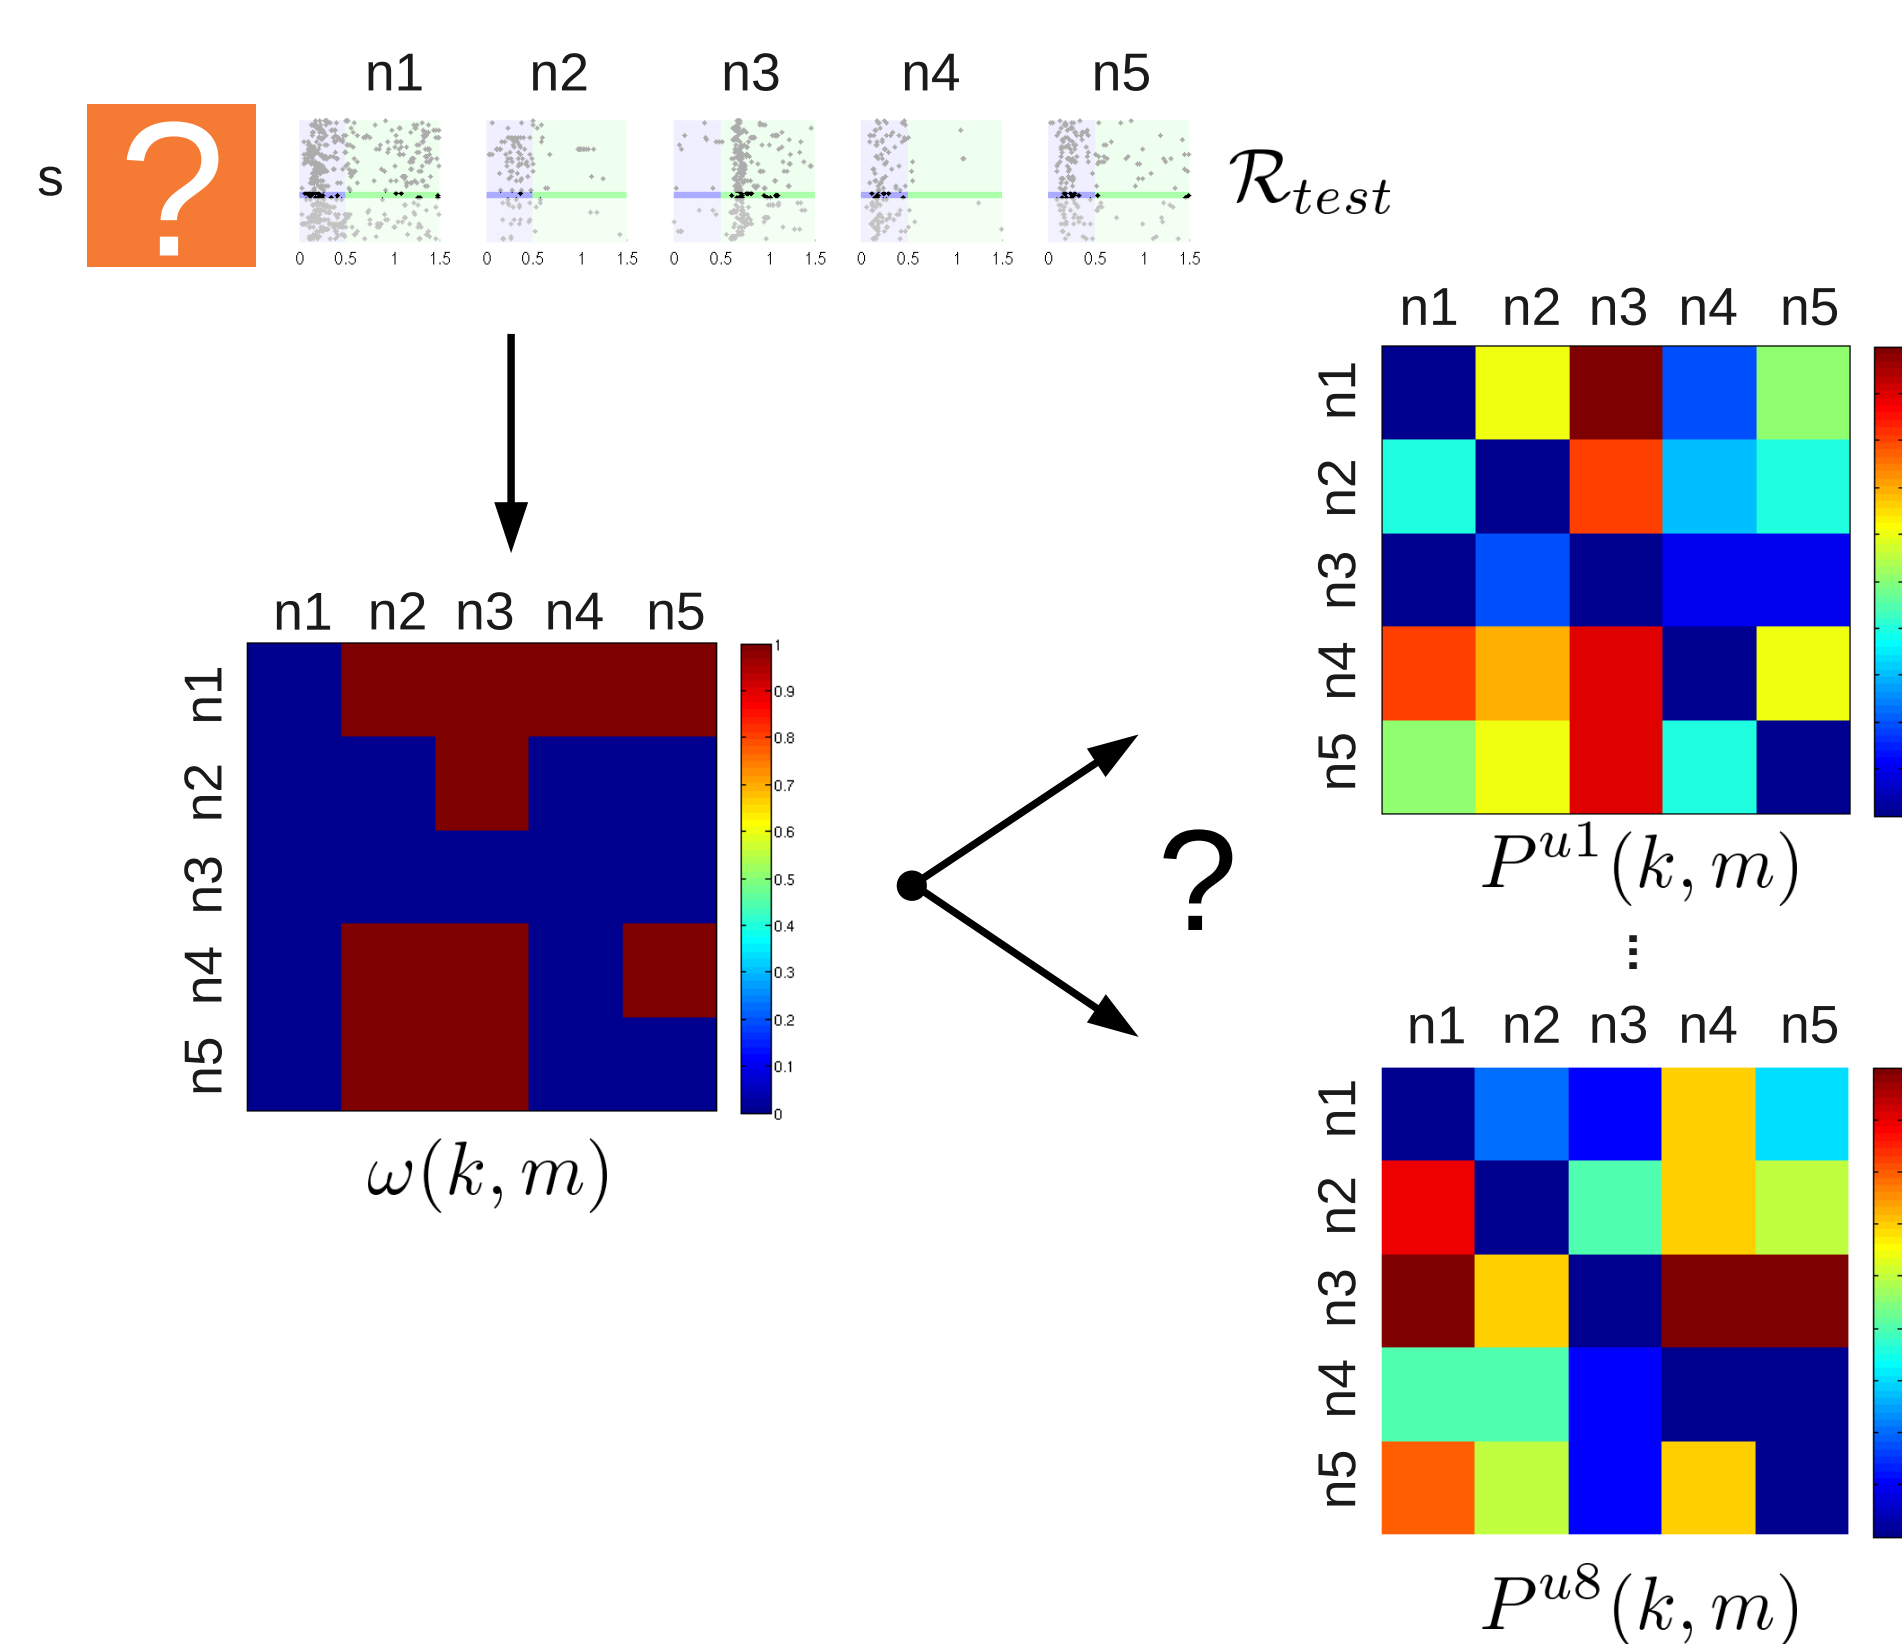 n1 n2 n3 n4 n5
s ? R_test
0 0.5 1 1.5 0 0.5 1 1.5 0 0.5 1 1.5 0 0.5 1 1.5 0 0.5 1 1.5
n1 n2 n3 n4 n5
n1
n2
n3
n4
n5
P^{u1}(k, m)
n1 n2 n3 n4 n5
n1
n2
n3
n4
n5
1
0.9
0.8
0.7
0.6
0.5
0.4
0.3
0.2
0.1
0
ω(k, m)
?
...
n1 n2 n3 n4 n5
n1
n2
n3
n4
n5
P^{u8}(k, m)